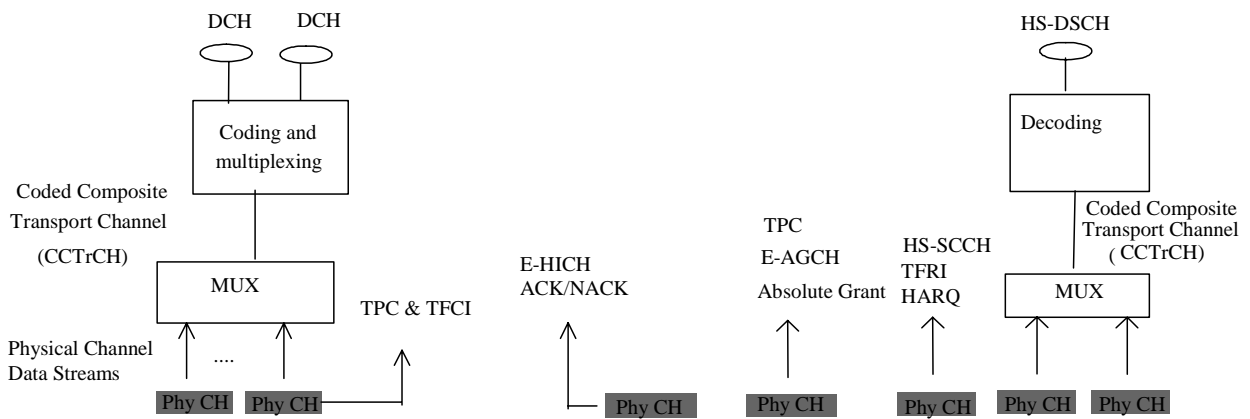 DCH
DCH
Coding and
multiplexing
Coded Composite
Transport Channel
(CCTrCH)
MUX
TPC & TFCI
Physical Channel
Data Streams
....
Phy CH
Phy CH
E-HICH
ACK/NACK
Phy CH
TPC
E-AGCH
Absolute Grant
Phy CH
HS-SCCH
TFRI
HARQ
Phy CH
HS-DSCH
Decoding
Coded Composite
Transport Channel
( CCTrCH)
MUX
Phy CH
Phy CH